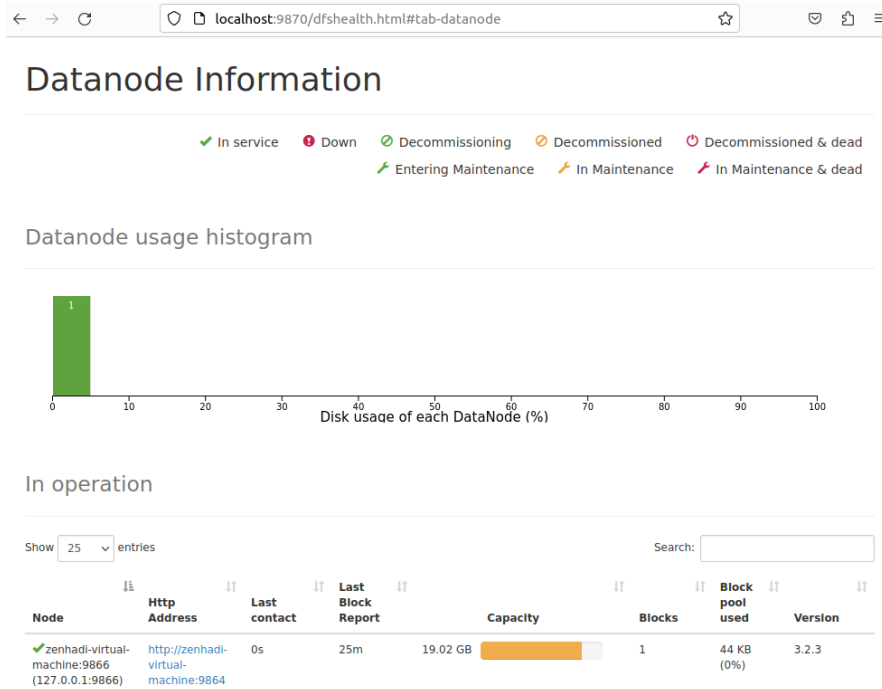 localhost:9870/dfshealth.html#tab-datanode
Datanode Information
In service Down Decommissioning Decommissioned Decommissioned & dead
Entering Maintenance In Maintenance In Maintenance & dead
Datanode usage histogram
1
0 10 20 30 40 50 60 70 80 90 100
Disk usage of each DataNode (%)
In operation
Show 25 entries Search:
Node
Http
Address
Last
contact
Last
Block
Report
Capacity
Blocks
Block
pool
used
Version
zenhadi-virtual-
machine:9866
(127.0.0.1:9866)
http://zenhadi-
virtual-
machine:9864
0s
25m
19.02 GB
1
44 KB
(0%)
3.2.3